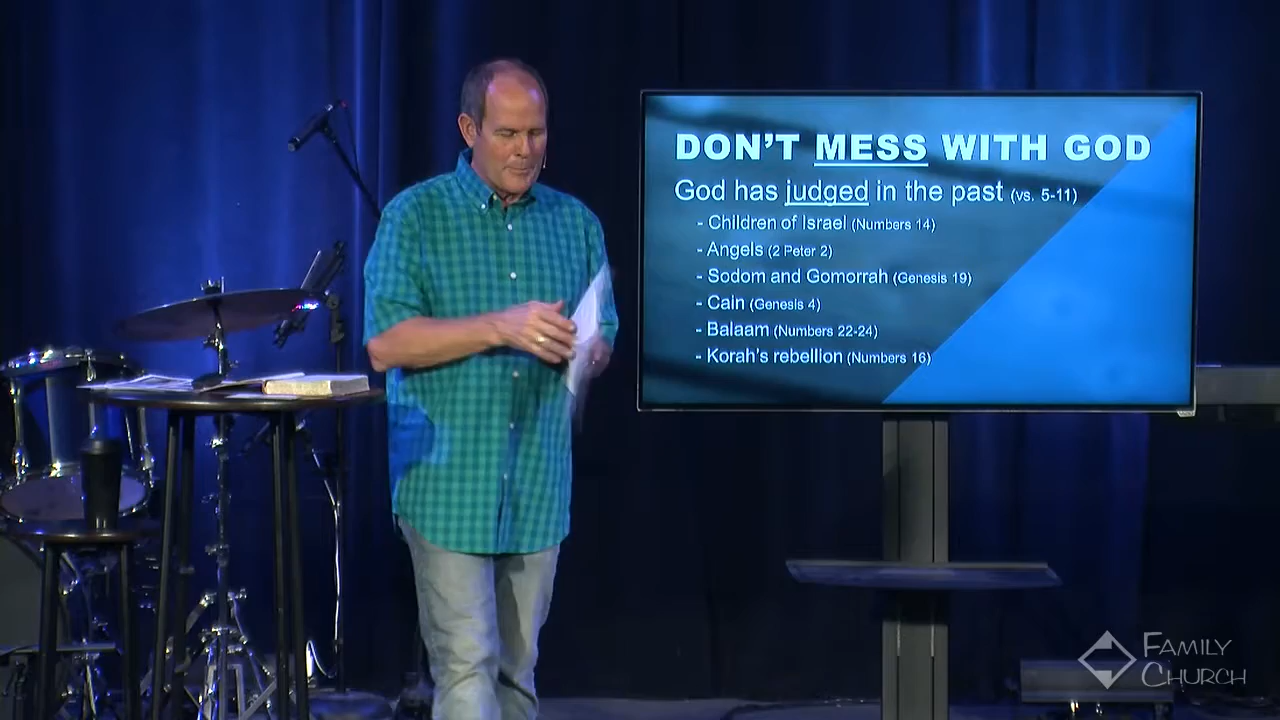 DON'T MESS WITH GOD
God has judged in the past (vs. 5-11)
- Children of Israel (Numbers 14)
- Angels (2 Peter 2)
- Sodom and Gomorrah (Genesis 19)
- Cain (Genesis 4)
- Balaam (Numbers 22-24)
- Korah's rebellion (Numbers 16)
FAMILY
CHURCH